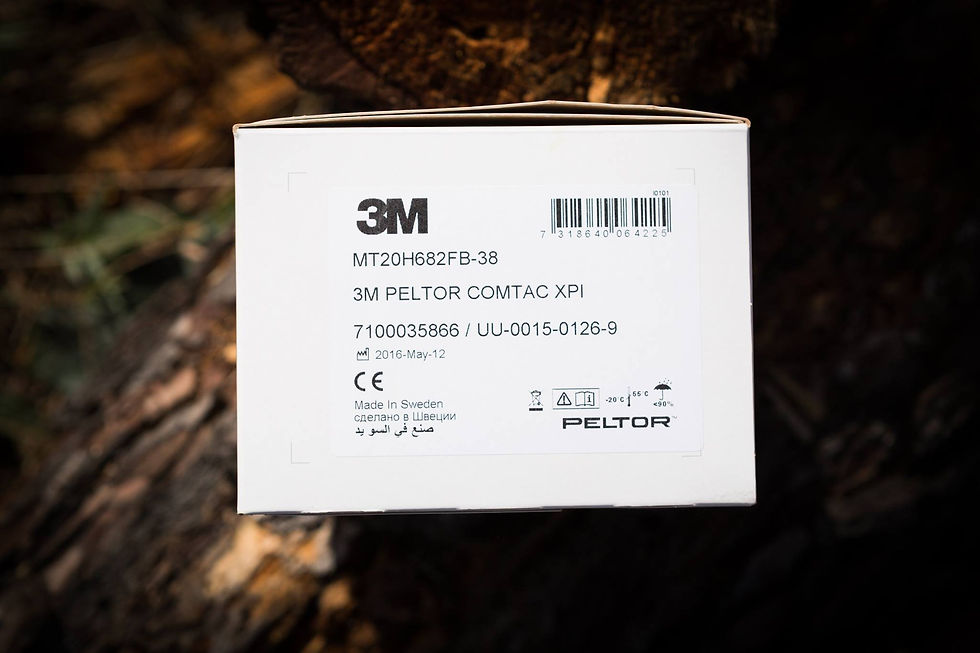 3M
I0101
7 318640 064225
MT20H682FB-38
3M PELTOR COMTAC XPI
7100035866 / UU-0015-0126-9
2016-May-12
CE
Made In Sweden
сделано в Швеции
صنع في السويد
-20°C 55°C <90%
PELTOR™